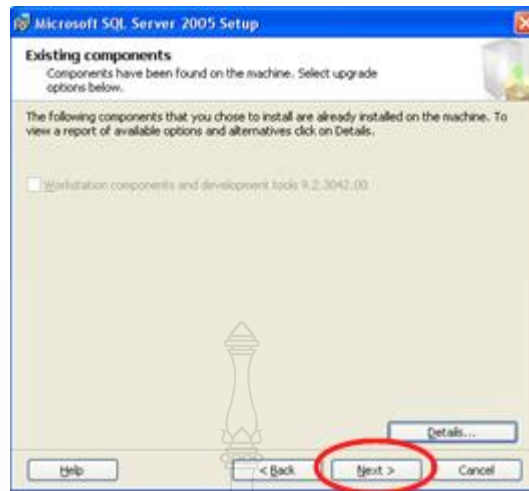 Microsoft SQL Server 2005 Setup
Existing components
Components have been found on the machine. Select upgrade
options below.
The following components that you chose to install are already installed on the machine. To
view a report of available options and alternatives click on Details.
Workstation components and development tools 9.2.3042.00
Details...
Help
< Back
Next >
Cancel